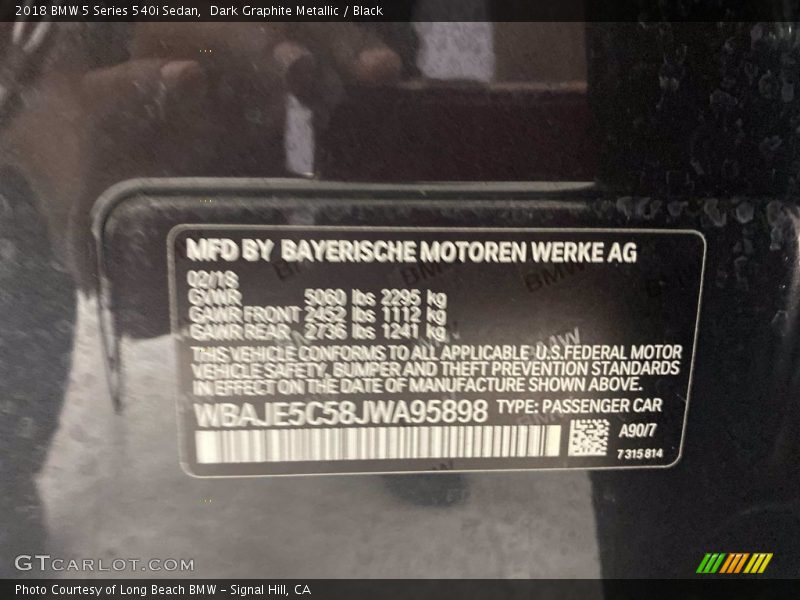 2018 BMW 5 Series 540i Sedan, Dark Graphite Metallic / Black
MFD BY BAYERISCHE MOTOREN WERKE AG
02/18
GVWR 5060 lbs 2295 kg
GAWR FRONT 2452 lbs 1112 kg
GAWR REAR 2736 lbs 1241 kg
THIS VEHICLE CONFORMS TO ALL APPLICABLE U.S.FEDERAL MOTOR
VEHICLE SAFETY, BUMPER AND THEFT PREVENTION STANDARDS
IN EFFECT ON THE DATE OF MANUFACTURE SHOWN ABOVE.
WBAJE5C58JWA95898 TYPE: PASSENGER CAR
A90/7
7315814
GTCARLOT.COM
Photo Courtesy of Long Beach BMW - Signal Hill, CA